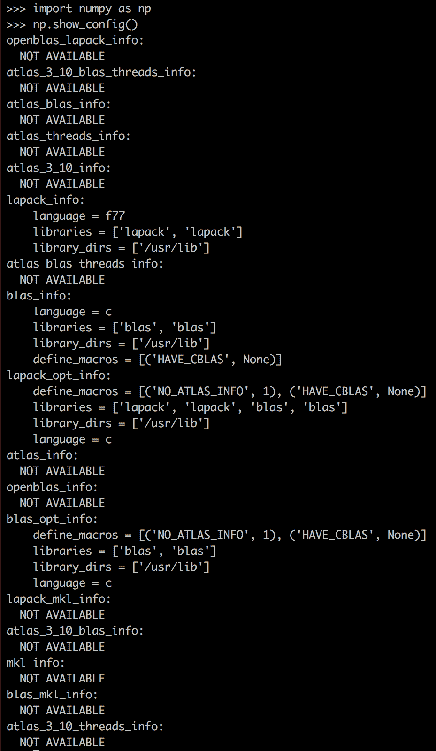 >>> import numpy as np
>>> np.show_config()
openblas_lapack_info:
  NOT AVAILABLE
atlas_3_10_blas_threads_info:
  NOT AVAILABLE
atlas_blas_info:
  NOT AVAILABLE
atlas_threads_info:
  NOT AVAILABLE
atlas_3_10_info:
  NOT AVAILABLE
lapack_info:
    language = f77
    libraries = ['lapack', 'lapack']
    library_dirs = ['/usr/lib']
atlas_blas_threads_info:
  NOT AVAILABLE
blas_info:
    language = c
    libraries = ['blas', 'blas']
    library_dirs = ['/usr/lib']
    define_macros = [('HAVE_CBLAS', None)]
lapack_opt_info:
    define_macros = [('NO_ATLAS_INFO', 1), ('HAVE_CBLAS', None)]
    libraries = ['lapack', 'lapack', 'blas', 'blas']
    library_dirs = ['/usr/lib']
    language = c
atlas_info:
  NOT AVAILABLE
openblas_info:
  NOT AVAILABLE
blas_opt_info:
    define_macros = [('NO_ATLAS_INFO', 1), ('HAVE_CBLAS', None)]
    libraries = ['blas', 'blas']
    library_dirs = ['/usr/lib']
    language = c
lapack_mkl_info:
  NOT AVAILABLE
atlas_3_10_blas_info:
  NOT AVAILABLE
mkl_info:
  NOT AVAILABLE
blas_mkl_info:
  NOT AVAILABLE
atlas_3_10_threads_info:
  NOT AVAILABLE